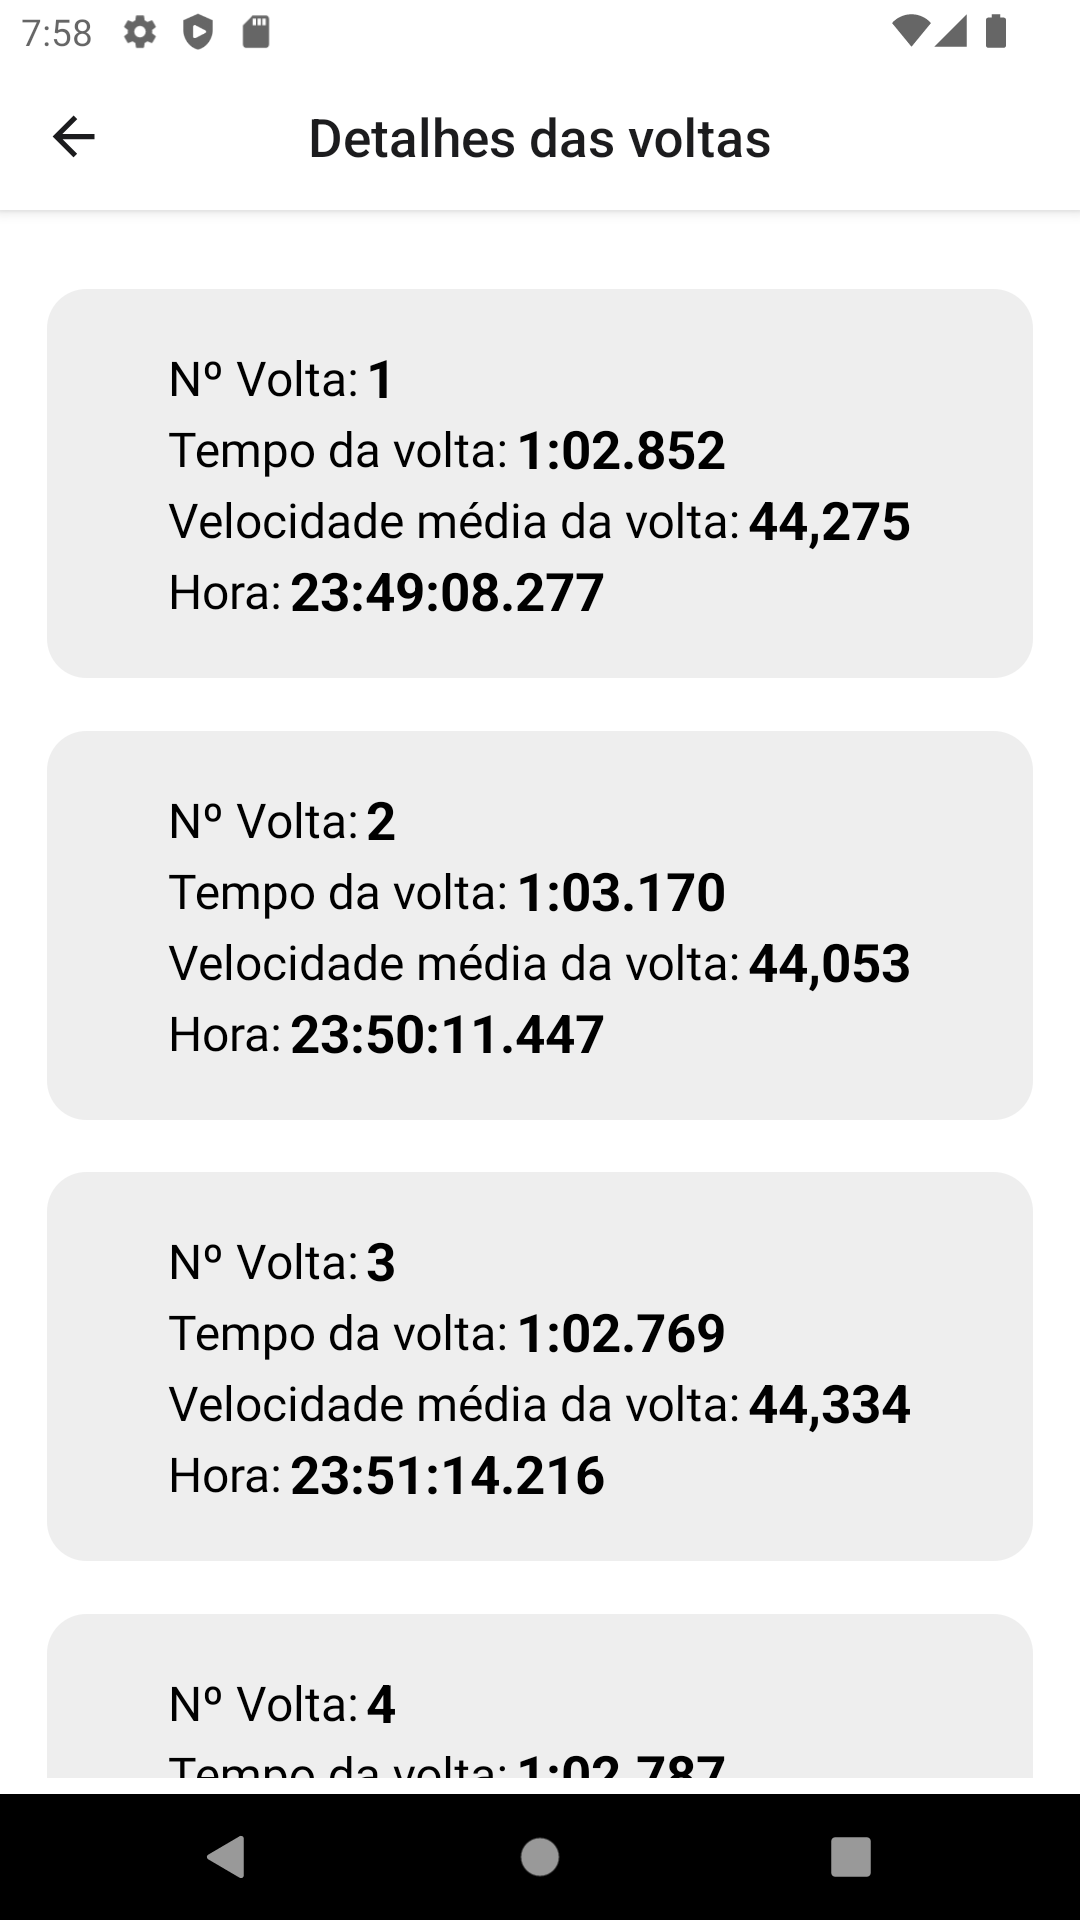 7:58
Detalhes das voltas
Nº Volta: 1
Tempo da volta: 1:02.852
Velocidade média da volta: 44,275
Hora: 23:49:08.277
Nº Volta: 2
Tempo da volta: 1:03.170
Velocidade média da volta: 44,053
Hora: 23:50:11.447
Nº Volta: 3
Tempo da volta: 1:02.769
Velocidade média da volta: 44,334
Hora: 23:51:14.216
Nº Volta: 4
Tempo da volta: 1:02.787